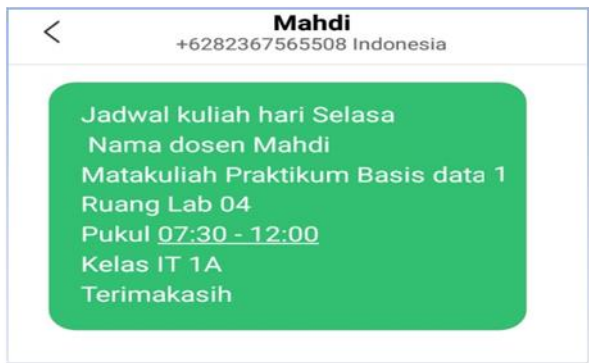 Mahdi
+6282367565508 Indonesia
Jadwal kuliah hari Selasa
Nama dosen Mahdi
Matakuliah Praktikum Basis data 1
Ruang Lab 04
Pukul 07:30 - 12:00
Kelas IT 1A
Terimakasih